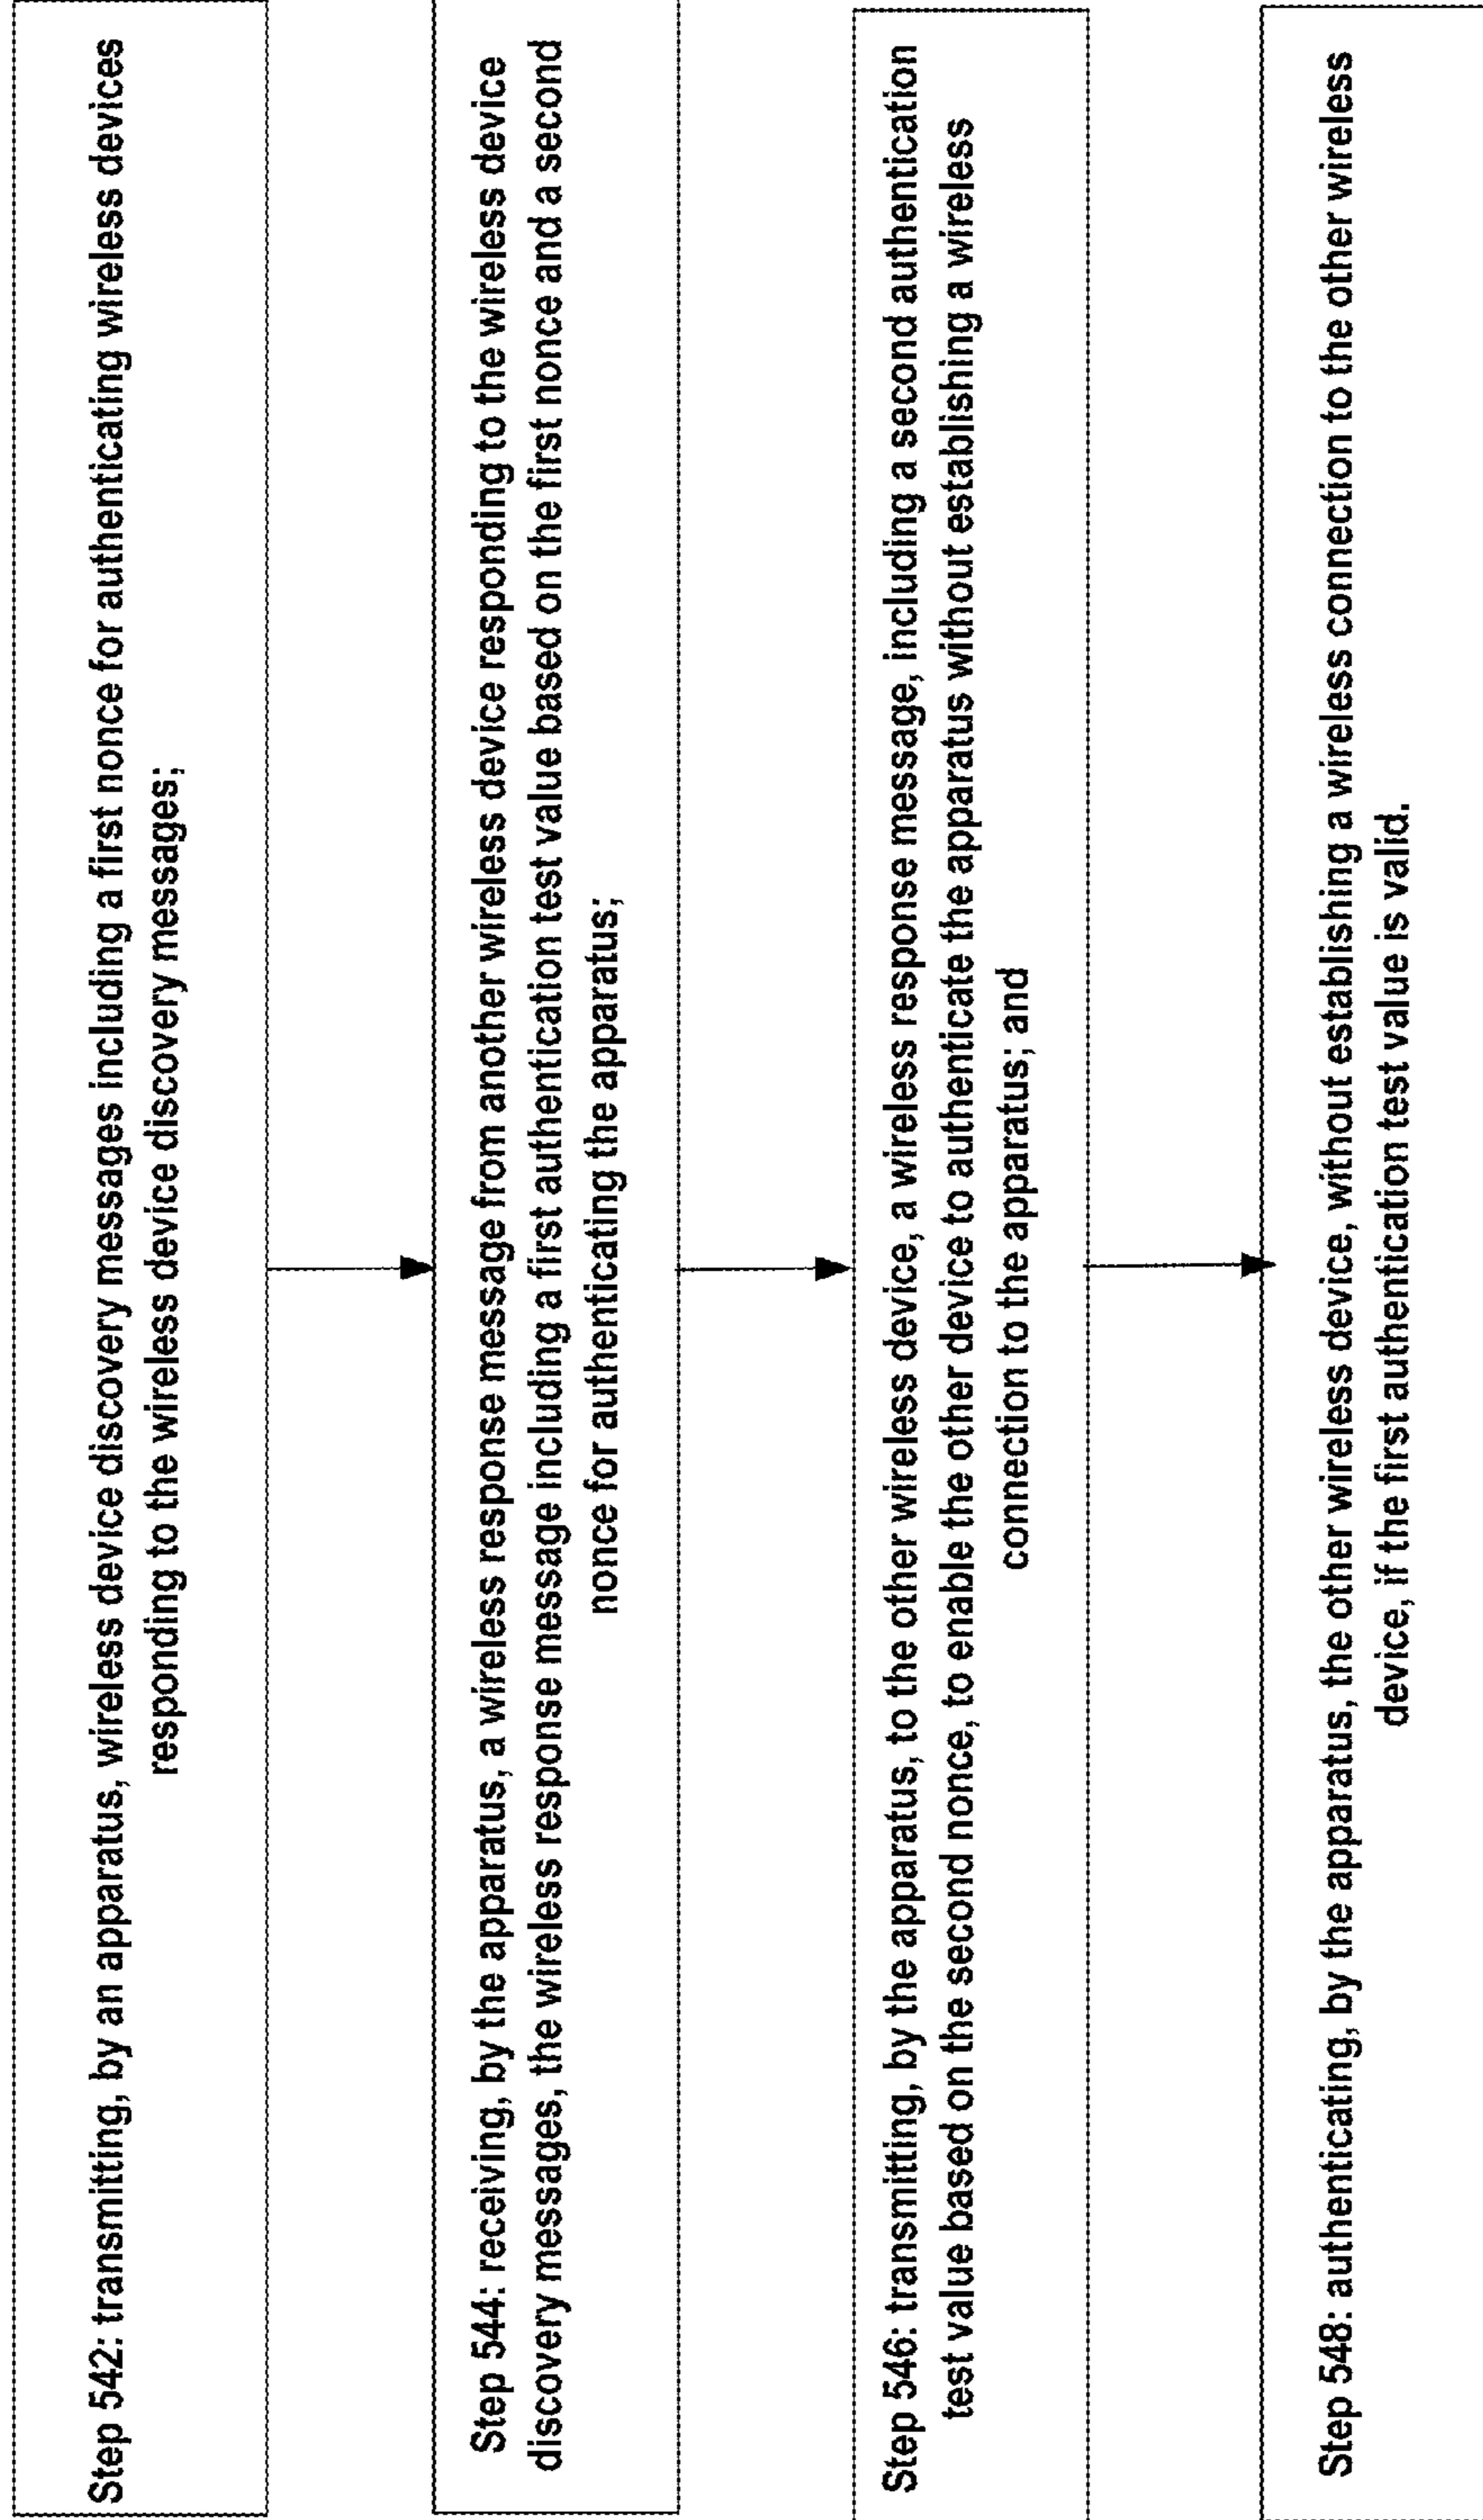 Step 542: transmitting, by an apparatus, wireless device discovery messages including a first nonce for authenticating wireless devices
responding to the wireless device discovery messages;
Step 544: receiving, by the apparatus, a wireless response message from another wireless device responding to the wireless device
discovery messages, the wireless response message including a first authentication test value based on the first nonce and a second
nonce for authenticating the apparatus;
Step 546: transmitting, by the apparatus, to the other wireless device, a wireless response message, including a second authentication
test value based on the second nonce, to enable the other device to authenticate the apparatus without establishing a wireless
connection to the apparatus; and
Step 548: authenticating, by the apparatus, the other wireless device, without establishing a wireless connection to the other wireless
device, if the first authentication test value is valid.